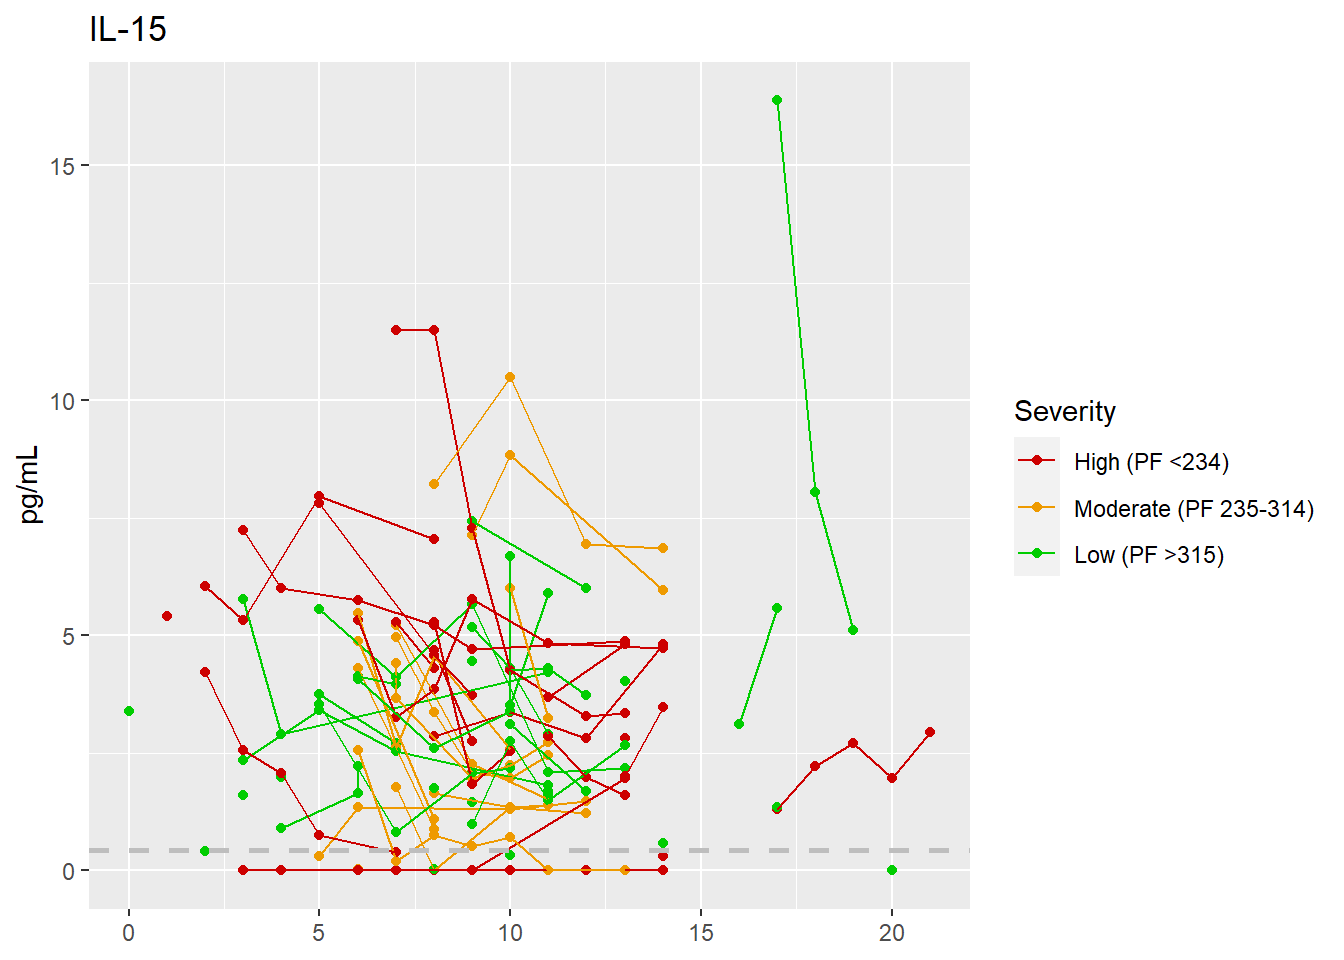 IL-15
15
10
5
0
pg/mL
0 5 10 15 20
Severity
High (PF <234)
Moderate (PF 235-314)
Low (PF >315)